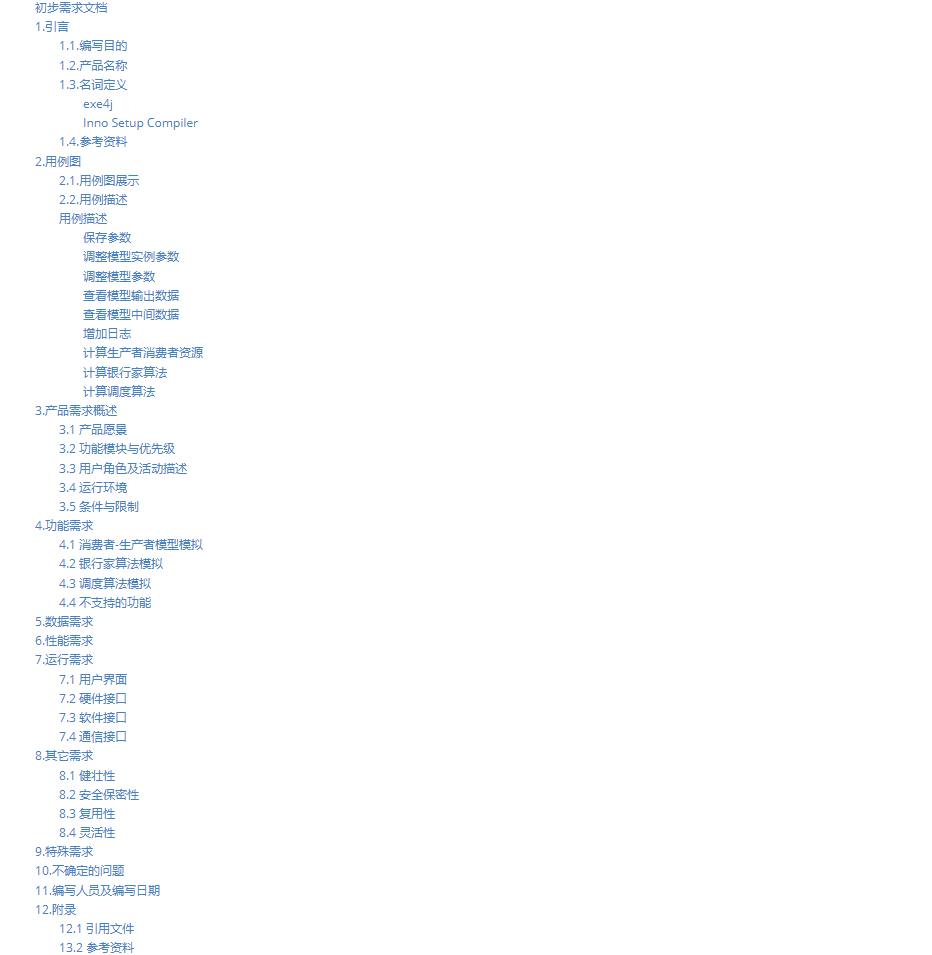 初步需求文档
1.引言
1.1.编写目的
1.2.产品名称
1.3.名词定义
exe4j
Inno Setup Compiler
1.4.参考资料
2.用例图
2.1.用例图展示
2.2.用例描述
用例描述
保存参数
调整模型实例参数
调整模型参数
查看模型输出数据
查看模型中间数据
增加日志
计算生产者消费者资源
计算银行家算法
计算调度算法
3.产品需求概述
3.1 产品愿景
3.2 功能模块与优先级
3.3 用户角色及活动描述
3.4 运行环境
3.5 条件与限制
4.功能需求
4.1 消费者-生产者模型模拟
4.2 银行家算法模拟
4.3 调度算法模拟
4.4 不支持的功能
5.数据需求
6.性能需求
7.运行需求
7.1 用户界面
7.2 硬件接口
7.3 软件接口
7.4 通信接口
8.其它需求
8.1 健壮性
8.2 安全保密性
8.3 复用性
8.4 灵活性
9.特殊需求
10.不确定的问题
11.编写人员及编写日期
12.附录
12.1 引用文件
13.2 参考资料